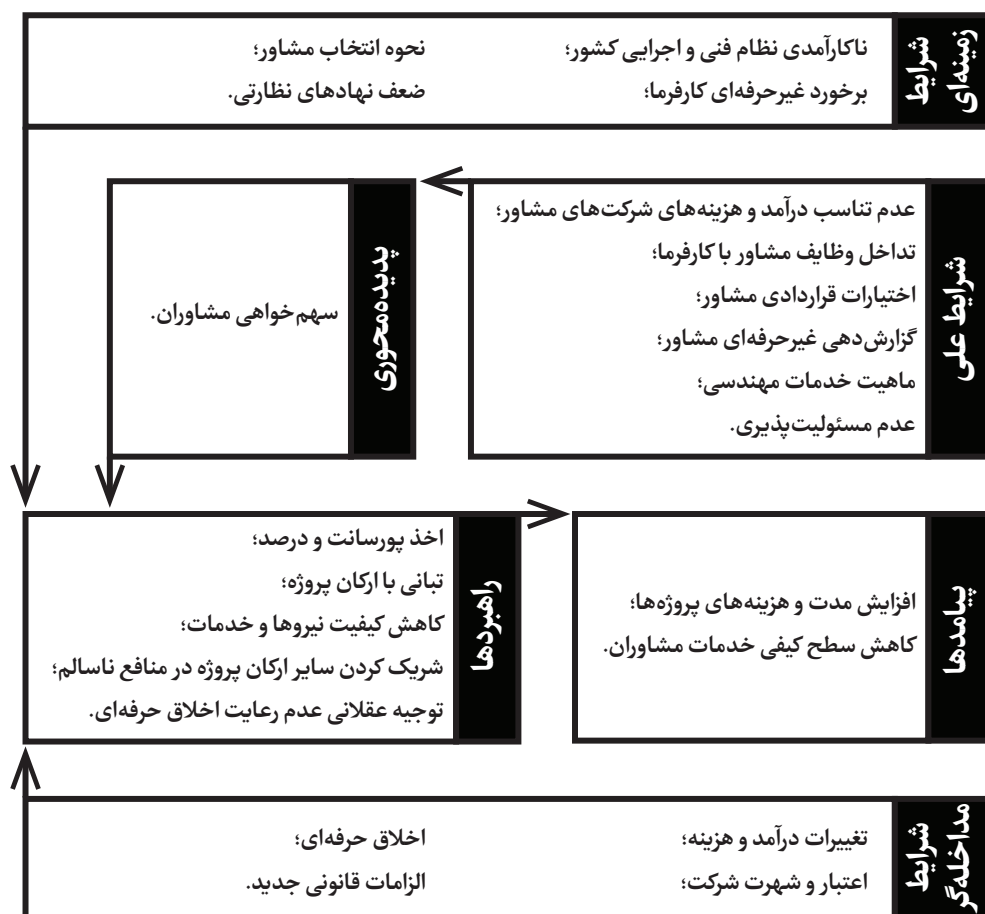 شرایط
زمینه‌ای
ناکارآمدی نظام فنی و اجرایی کشور؛
برخورد غیرحرفه‌ای کارفرما؛
نحوه انتخاب مشاور؛
ضعف نهادهای نظارتی.
شرایط علی
عدم تناسب درآمد و هزینه‌های شرکت‌های مشاور؛
تداخل وظایف مشاور با کارفرما؛
اختیارات قراردادی مشاور؛
گزارش‌دهی غیرحرفه‌ای مشاور؛
ماهیت خدمات مهندسی؛
عدم مسئولیت‌پذیری.
پدیده‌محوری
سهم‌خواهی مشاوران.
راهبردها
اخذ پورسانت و درصد؛
تبانی با ارکان پروژه؛
کاهش کیفیت نیروها و خدمات؛
شریک کردن سایر ارکان پروژه در منافع ناسالم؛
توجیه عقلانی عدم رعایت اخلاق حرفه‌ای.
پیامدها
افزایش مدت و هزینه‌های پروژه‌ها؛
کاهش سطح کیفی خدمات مشاوران.
شرایط
مداخله‌گر
تغییرات درآمد و هزینه؛
اعتبار و شهرت شرکت؛
اخلاق حرفه‌ای؛
الزامات قانونی جدید.